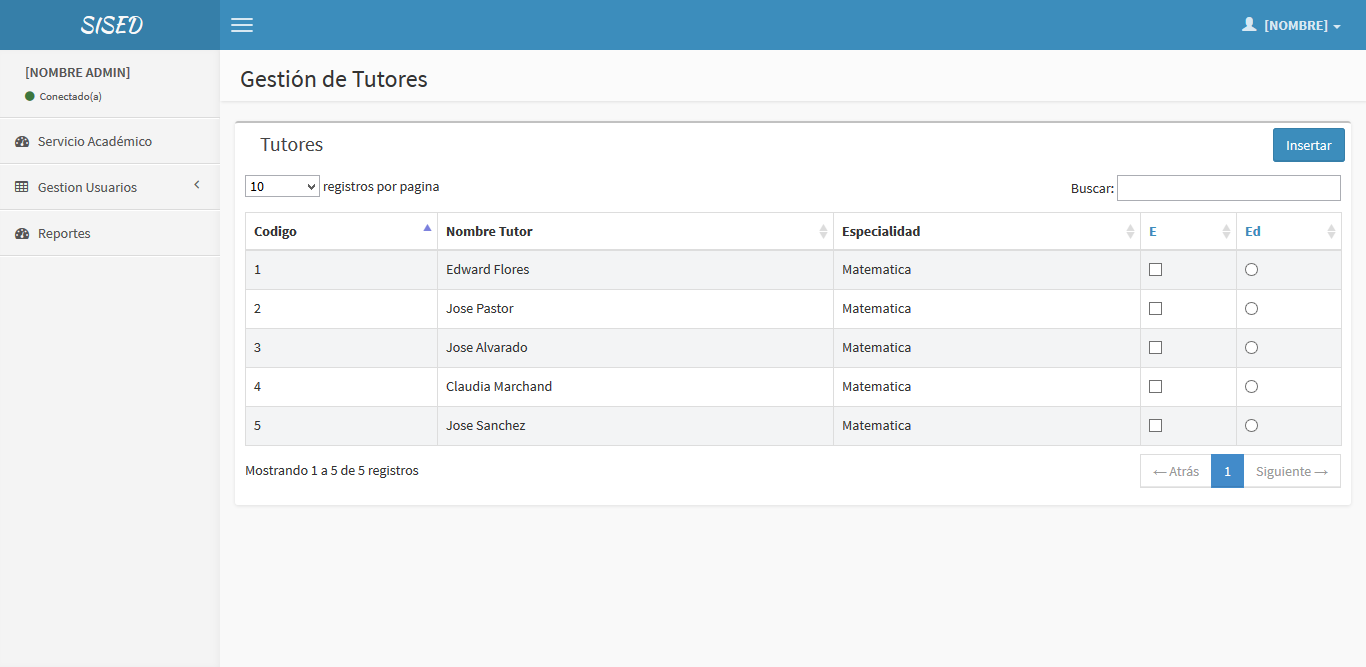 SISED
[NOMBRE]
[NOMBRE ADMIN]
Conectado(a)
Servicio Académico
Gestion Usuarios
Reportes
Gestión de Tutores
Tutores
Insertar
10 registros por pagina
Buscar:
Codigo Nombre Tutor Especialidad E Ed
1 Edward Flores Matematica
2 Jose Pastor Matematica
3 Jose Alvarado Matematica
4 Claudia Marchand Matematica
5 Jose Sanchez Matematica
Mostrando 1 a 5 de 5 registros
← Atrás 1 Siguiente →